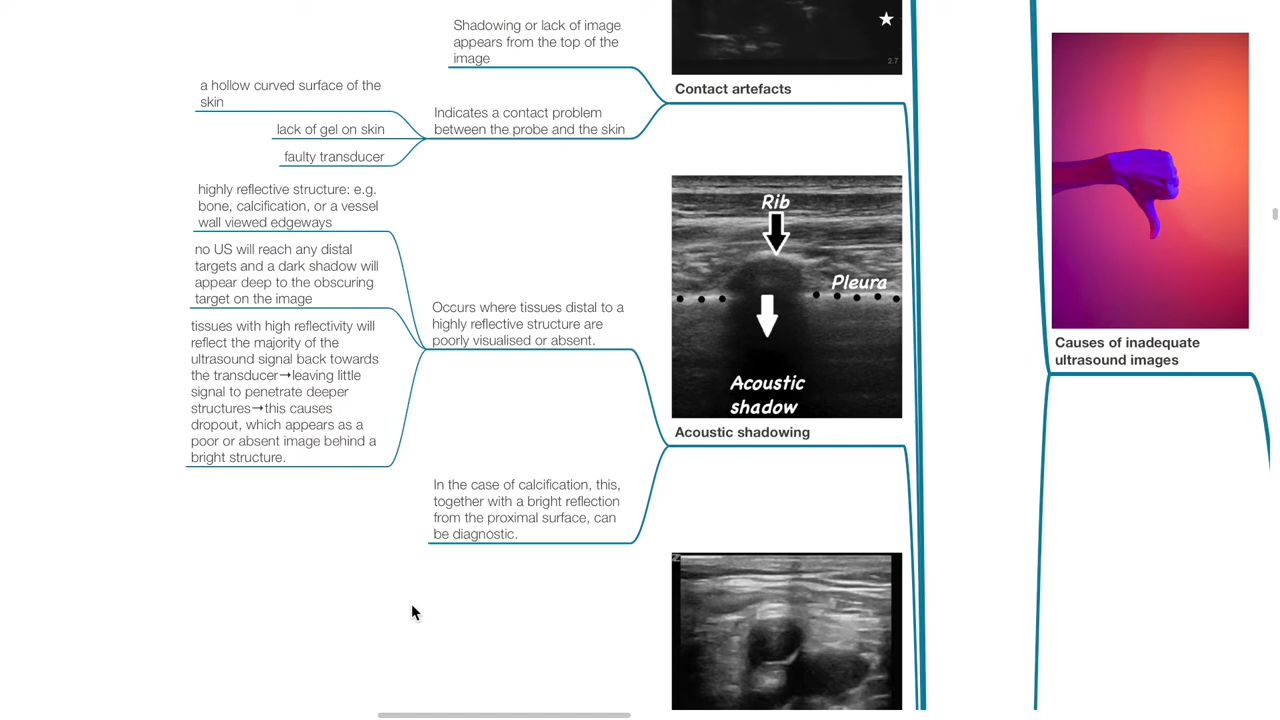 Shadowing or lack of image
appears from the top of the
image
2.7
Contact artefacts
a hollow curved surface of the
skin
Indicates a contact problem
between the probe and the skin
lack of gel on skin
faulty transducer
highly reflective structure: e.g.
bone, calcification, or a vessel
wall viewed edgeways
no US will reach any distal
targets and a dark shadow will
appear deep to the obscuring
target on the image
tissues with high reflectivity will
reflect the majority of the
ultrasound signal back towards
the transducer→leaving little
signal to penetrate deeper
structures→this causes
dropout, which appears as a
poor or absent image behind a
bright structure.
Occurs where tissues distal to a
highly reflective structure are
poorly visualised or absent.
Rib
Pleura
Acoustic
shadow
Acoustic shadowing
In the case of calcification, this,
together with a bright reflection
from the proximal surface, can
be diagnostic.
Causes of inadequate
ultrasound images